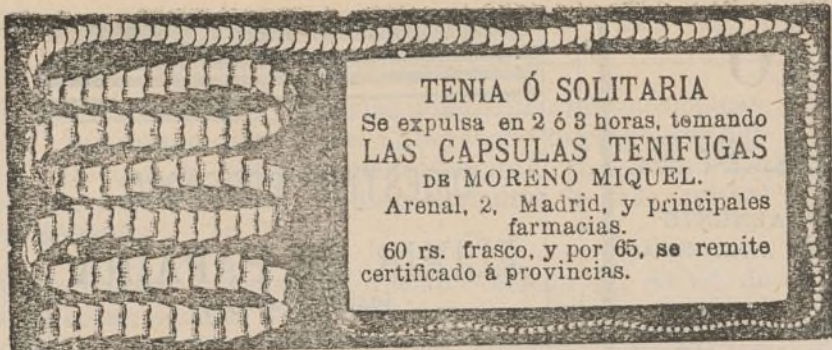 TENIA Ó SOLITARIA
Se expulsa en 2 ó 3 horas, tomando
LAS CAPSULAS TENIFUGAS
DE MORENO MIQUEL.
Arenal, 2, Madrid, y principales
farmacias.
60 rs. frasco, y por 65, se remite
certificado á provincias.